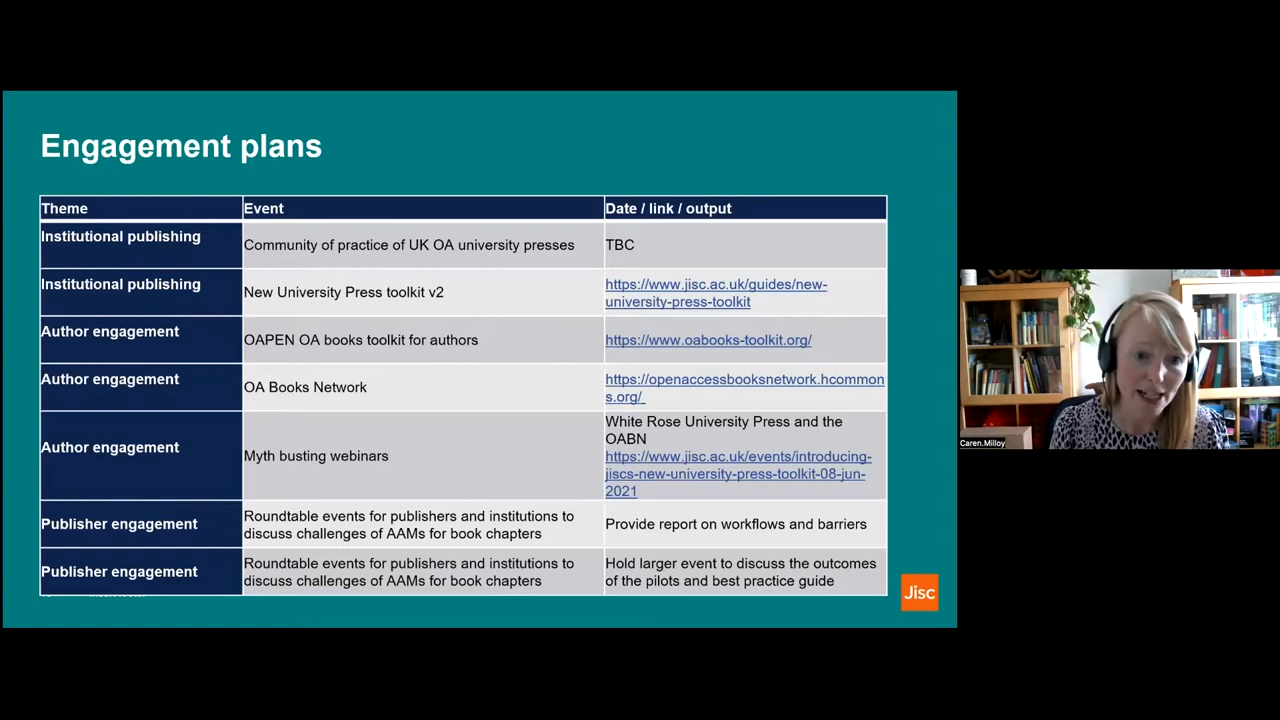 Engagement plans
Theme Event Date / link / output
Institutional publishing Community of practice of UK OA university presses TBC
Institutional publishing New University Press toolkit v2 https://www.jisc.ac.uk/guides/new-
university-press-toolkit
Author engagement OAPEN OA books toolkit for authors https://www.oabooks-toolkit.org/
Author engagement OA Books Network https://openaccessbooksnetwork.hcommon
s.org/
Author engagement Myth busting webinars White Rose University Press and the
OABN
https://www.jisc.ac.uk/events/introducing-
jiscs-new-university-press-toolkit-08-jun-
2021
Publisher engagement Roundtable events for publishers and institutions to
discuss challenges of AAMs for book chapters Provide report on workflows and barriers
Publisher engagement Roundtable events for publishers and institutions to
discuss challenges of AAMs for book chapters Hold larger event to discuss the outcomes
of the pilots and best practice guide
Jisc
Caren.Milloy